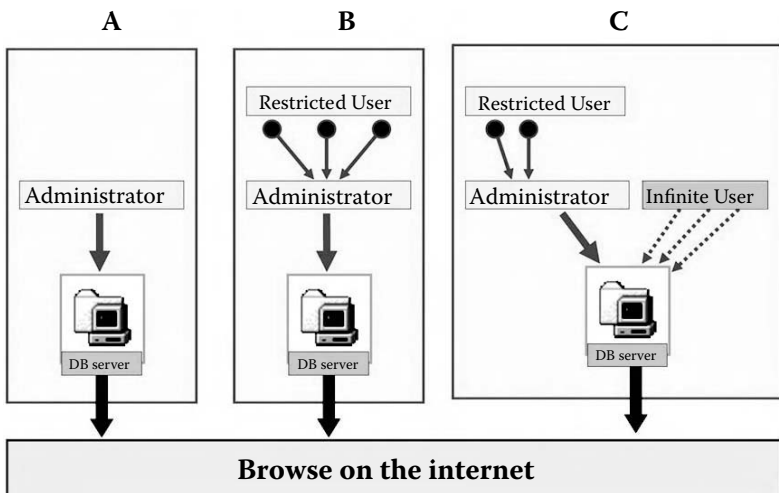 A
B
C
Restricted User
Restricted User
Administrator
Administrator
Administrator
Infinite User
DB server
DB server
DB server
Browse on the internet